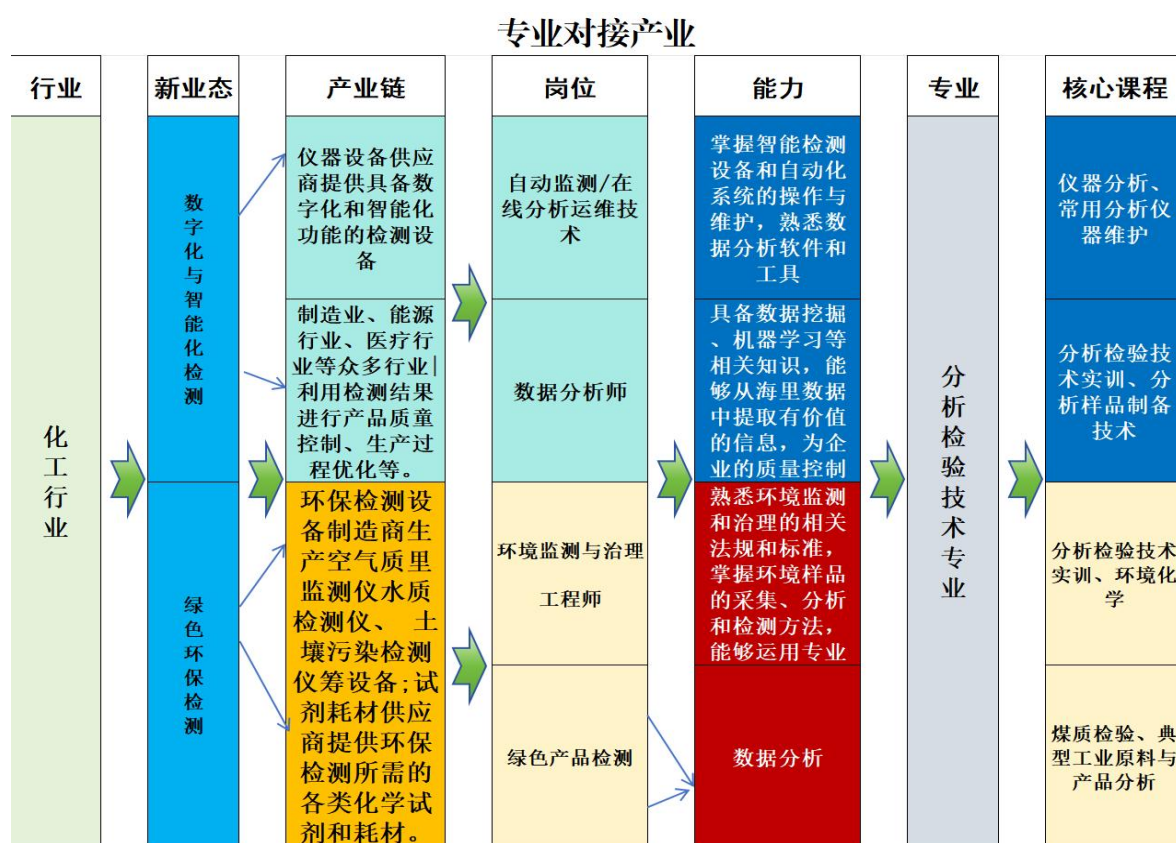 专业对接产业
行业
新业态
产业链
岗位
能力
专业
核心课程
化工行业
数字化与智能化检测
绿色环保检测
仪器设备供应
商提供具备数
字化和智能化
功能的检测设
备
制造业、能源
行业、医疗行
业等众多行业|
利用检测结果
进行产品质童
控制、生产过
程优化等。
环保检测设
备制造商生
产空气质里
监测仪水质
检测仪、 土
壤污染检测
仪筹设备;试
剂耗材供应
商提供环保
检测所需的
各类化学试
剂和耗材。
自动监测/在
线分析运维技
术
数据分析师
环境监测与治理
工程师
绿色产品检测
掌握智能检测
设备和自动化
系统的操作与
维护，熟悉数
据分析软件和
工具
具备数据挖掘
、机器学习等
相关知识，能
够从海里数据
中提取有价值
的信息，为企
业的质量控制
熟悉环境监测
和治理的相关
法规和标准，
掌握环境样品
的采集、分析
和检测方法，
能够运用专业
数据分析
分析检验技术专业
仪器分析、
常用分析仪
器维护
分析检验技
术实训、分
析样品制备
技术
分析检验技术
实训、环境化
学
煤质检验、典
型工业原料与
产品分析